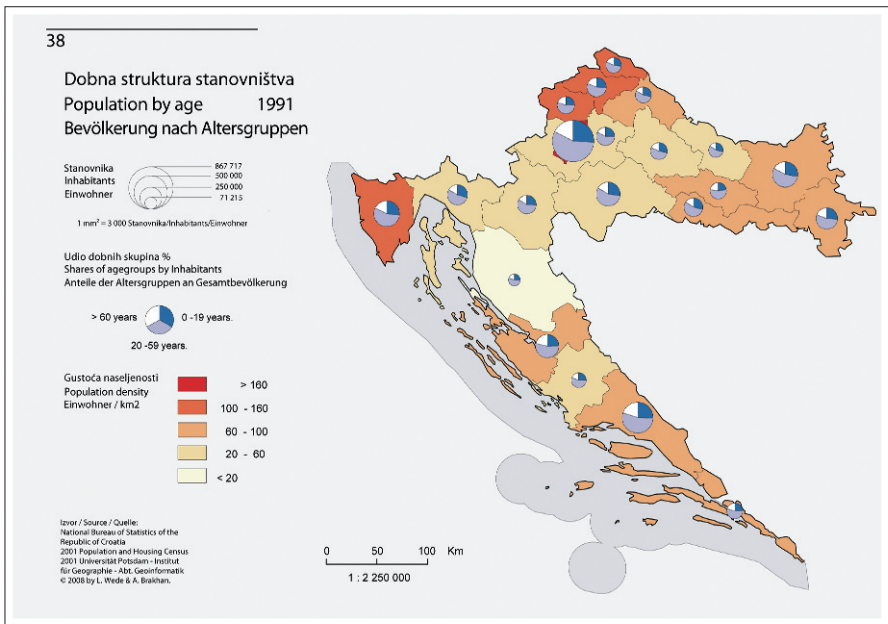 38
Dobna struktura stanovništva
Population by age 1991
Bevölkerung nach Altersgruppen
Stanovnika
Inhabitants
Einwohner
867 717
500 000
250 000
71 215
1 mm² = 3 000 Stanovnika/Inhabitants/Einwohner
Udio dobnih skupina %
Shares of agegroups by Inhabitants
Anteile der Altersgruppen an Gesamtbevölkerung
> 60 years
0 -19 years.
20 -59 years.
Gustoća naseljenosti
Population density
Einwohner / km2
> 160
100 - 160
60 - 100
20 - 60
< 20
Izvor / Source / Quelle:
National Bureau of Statistics of the
Republic of Croatia
2001 Population and Housing Census
2001 Universität Potsdam - Institut
für Geographie - Abt. Geoinformatik
© 2008 by L. Wede & A. Brakhan.
0 50 100 Km
1 : 2 250 000